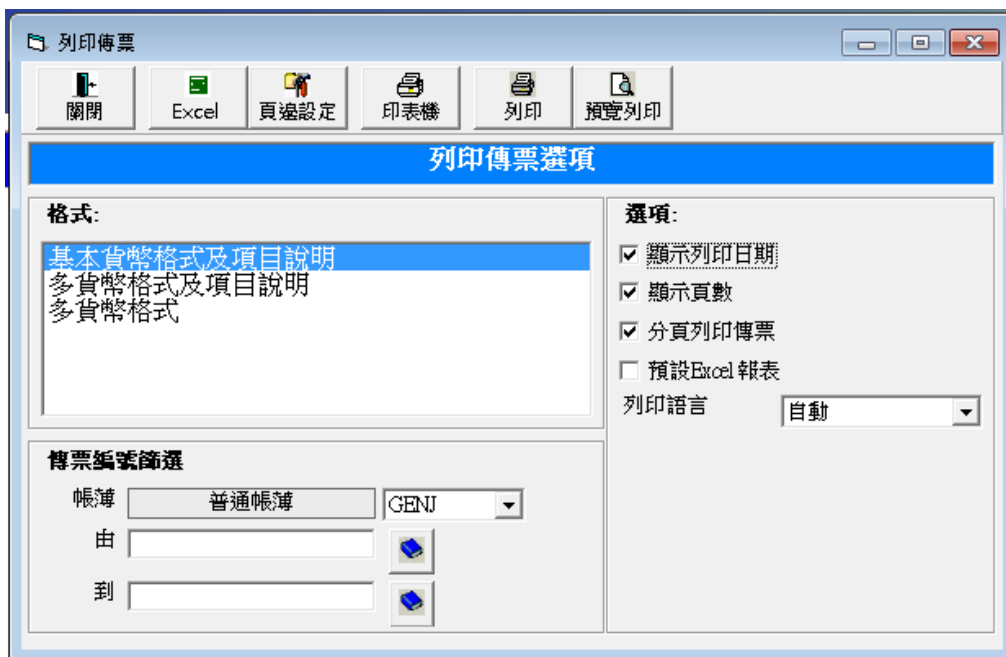 列印傳票
關閉 Excel 頁邊設定 印表機 列印 預覽列印
列印傳票選項
格式:
基本貨幣格式及項目說明
多貨幣格式及項目說明
多貨幣格式
選項:
顯示列印日期
顯示頁數
分頁列印傳票
預設Excel 報表
列印語言 自動
傳票編號篩選
帳薄 普通帳薄 GENJ
由
到